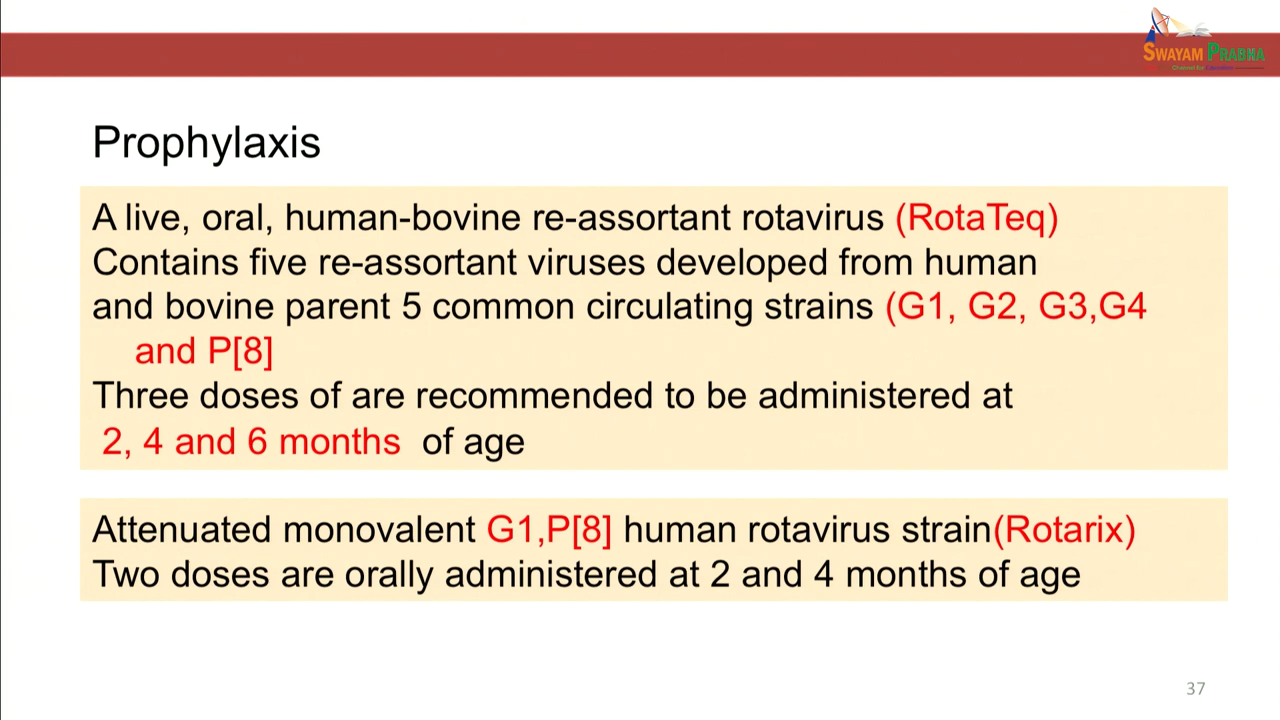 SWAYAM PRABHA
Prophylaxis
A live, oral, human-bovine re-assortant rotavirus (RotaTeq)
Contains five re-assortant viruses developed from human
and bovine parent 5 common circulating strains (G1, G2, G3,G4
and P[8]
Three doses of are recommended to be administered at
2, 4 and 6 months of age
Attenuated monovalent G1,P[8] human rotavirus strain(Rotarix)
Two doses are orally administered at 2 and 4 months of age
37